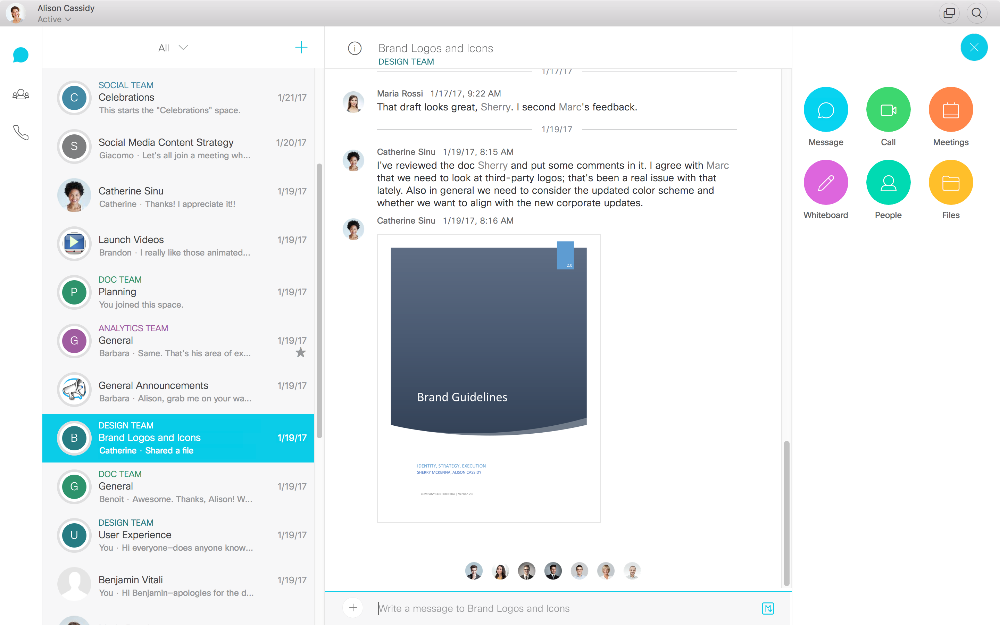 Alison Cassidy
Active
All
SOCIAL TEAM
C
Celebrations
1/21/17
This starts the "Celebrations" space.
S
Social Media Content Strategy
1/20/17
Giacomo · Let's all join a meeting wh...
Catherine Sinu
1/19/17
Catherine · Thanks! I appreciate it!!
Launch Videos
1/19/17
Brandon · I really like those animated...
DOC TEAM
P
Planning
1/19/17
You joined this space.
ANALYTICS TEAM
G
General
1/19/17
Barbara · Same. That's his area of ex...
General Announcements
1/19/17
Barbara · Alison, grab me on your wa...
DESIGN TEAM
B
Brand Logos and Icons
1/19/17
Catherine · Shared a file
DOC TEAM
G
General
1/19/17
Benoit · Awesome. Thanks, Alison! W...
DESIGN TEAM
U
User Experience
1/19/17
You · Hi everyone—does anyone know...
Benjamin Vitali
1/19/17
You · Hi Benjamin—apologies for the d...
Brand Logos and Icons
DESIGN TEAM
1/17/17
Maria Rossi 1/17/17, 9:22 AM
That draft looks great, Sherry. I second Marc's feedback.
1/19/17
Catherine Sinu 1/19/17, 8:15 AM
I've reviewed the doc Sherry and put some comments in it. I agree with Marc
that we need to look at third-party logos; that's been a real issue with that
lately. Also in general we need to consider the updated color scheme and
whether we want to align with the new corporate updates.
Catherine Sinu 1/19/17, 8:16 AM
2.0
Brand Guidelines
IDENTITY, STRATEGY, EXECUTION
SHERRY MCKENNA, ALISON CASSIDY
COMPANY CONFIDENTIAL | Version 2.0
Write a message to Brand Logos and Icons
Message
Call
Meetings
Whiteboard
People
Files